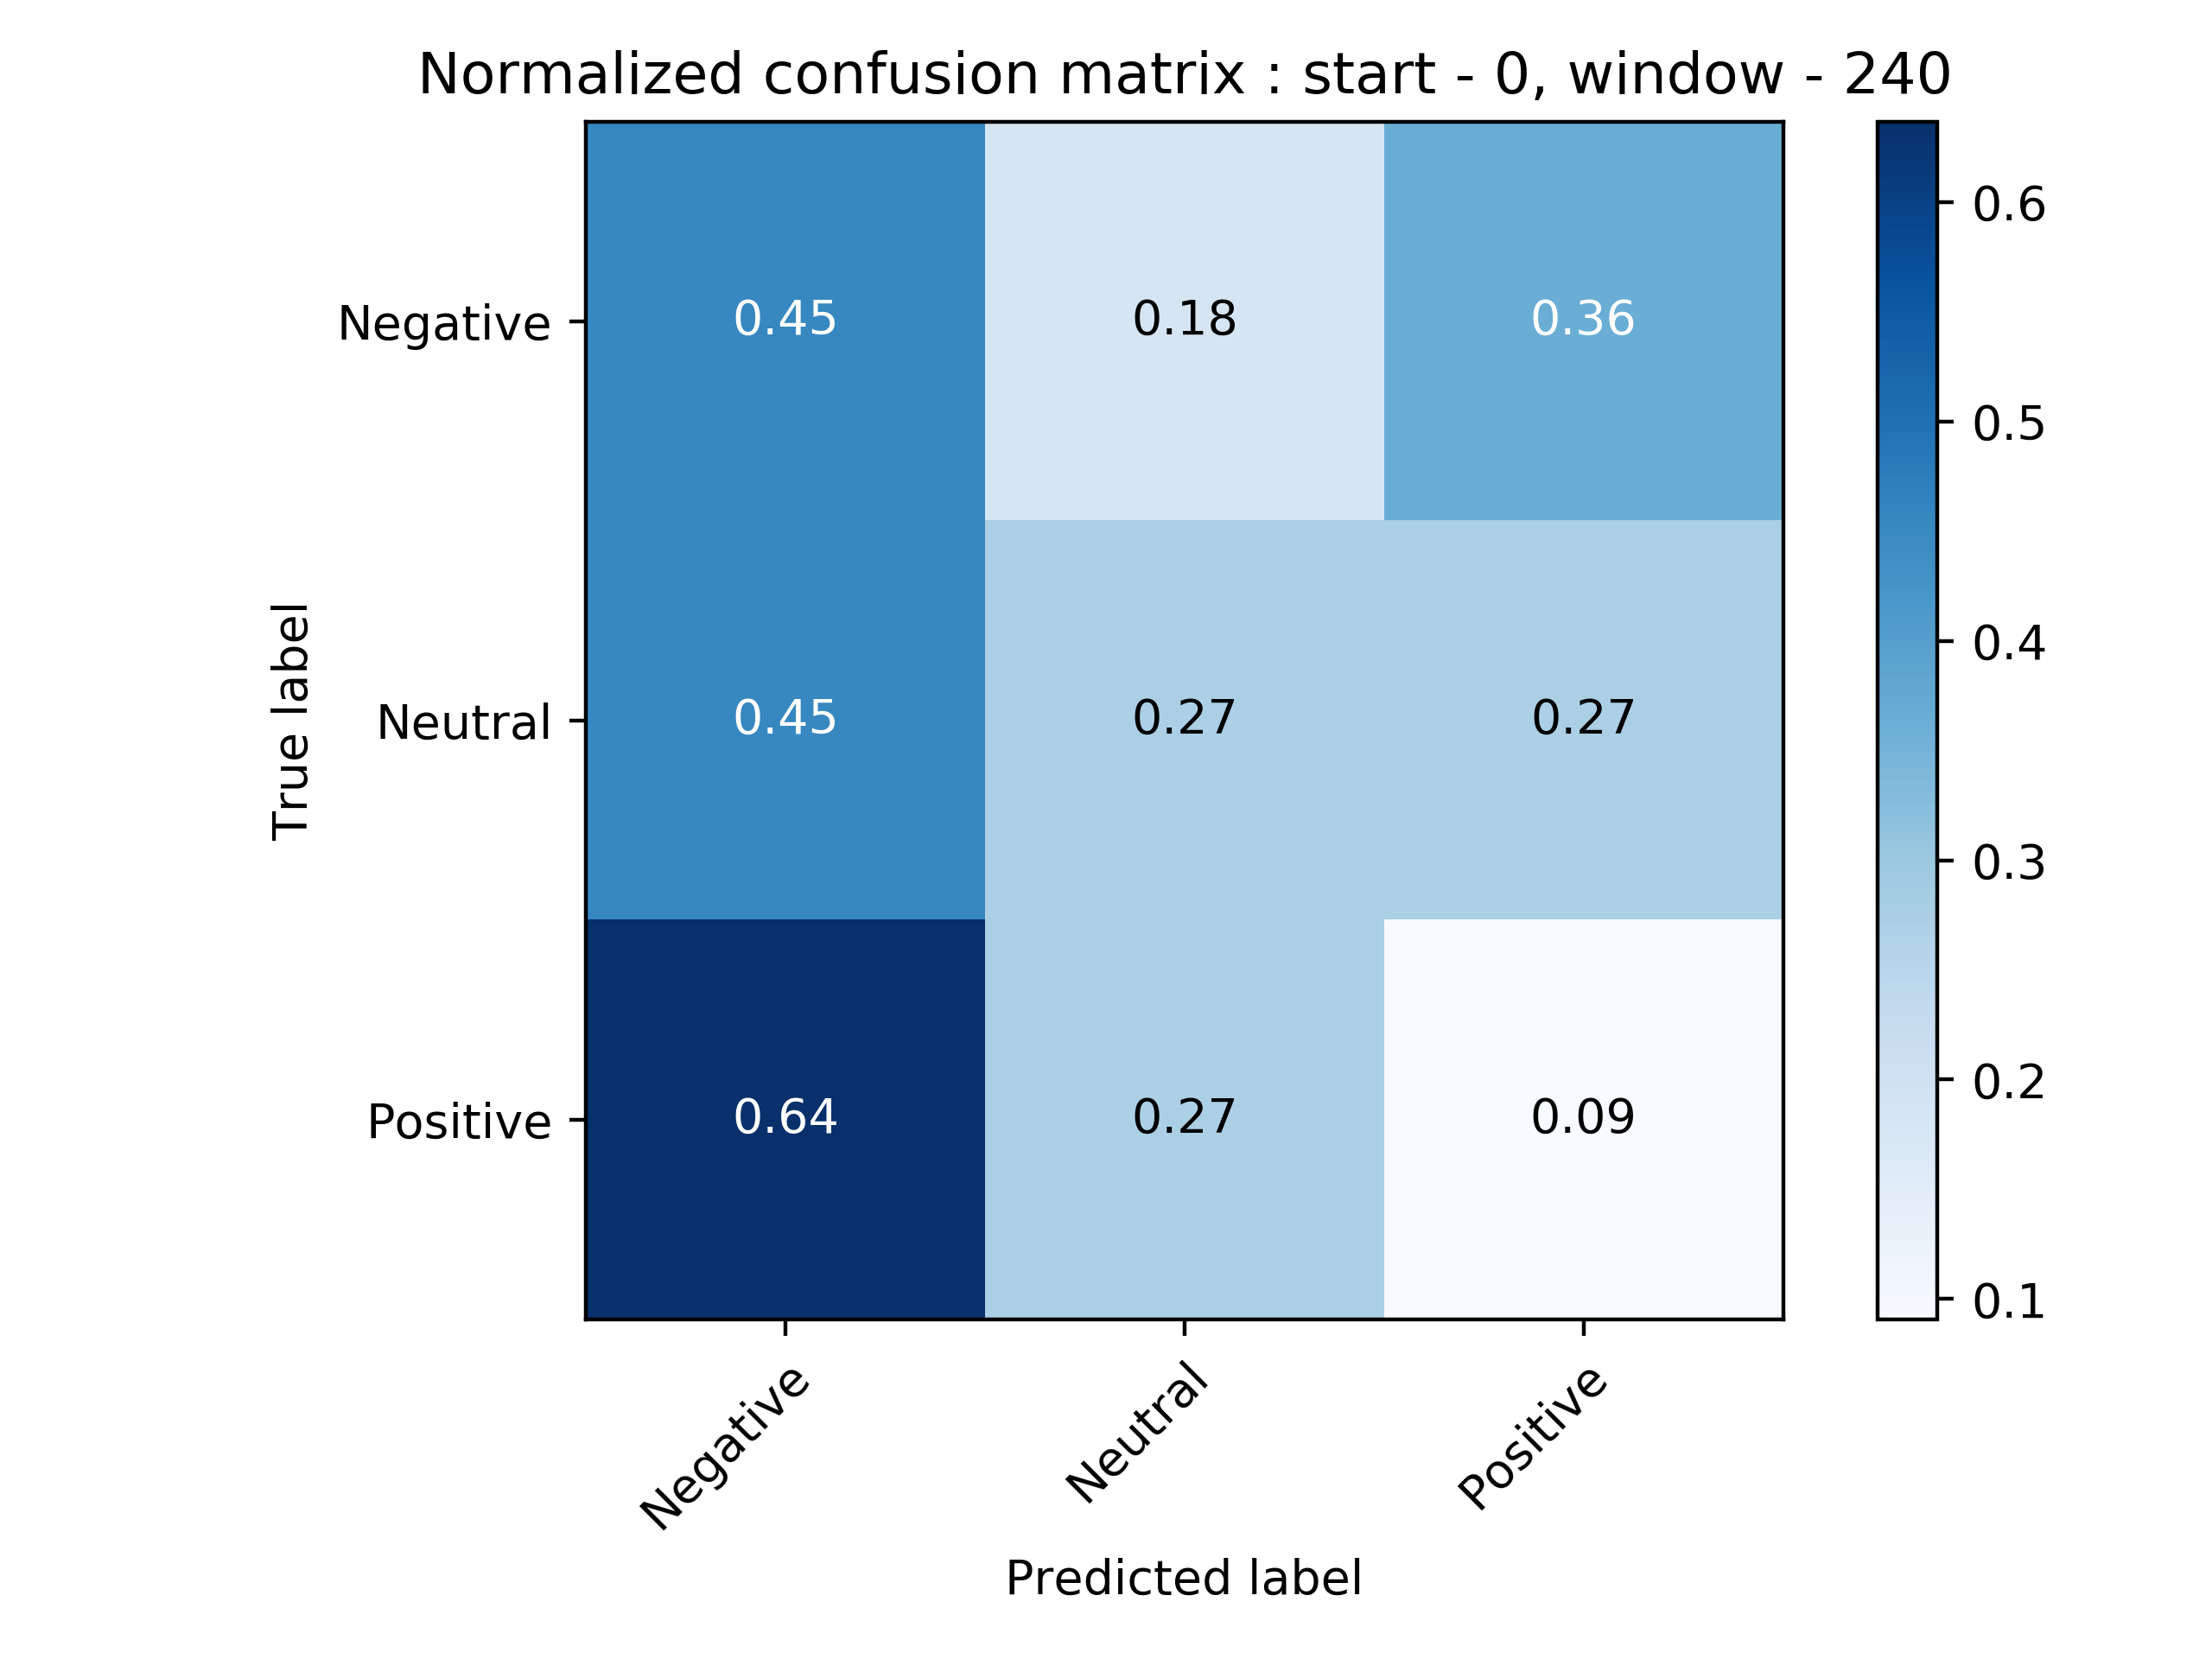 Normalized confusion matrix : start - 0, window - 240
True label
Negative
0.45 0.18 0.36
Neutral
0.45 0.27 0.27
Positive
0.64 0.27 0.09
Negative
Neutral
Positive
Predicted label
0.6
0.5
0.4
0.3
0.2
0.1